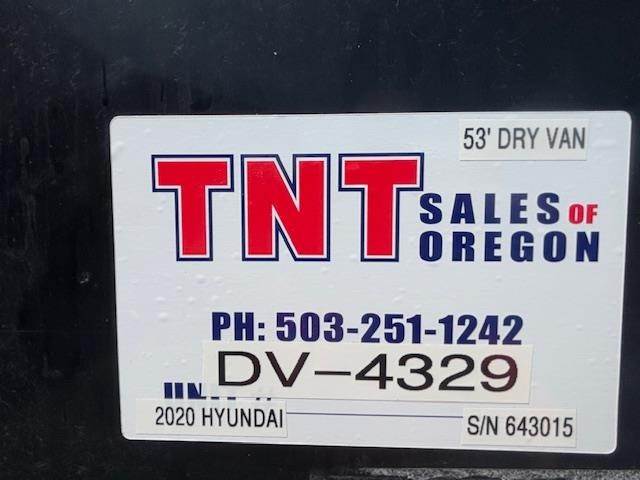 53' DRY VAN
TNT SALES OF
OREGON
PH: 503-251-1242
DV-4329
2020 HYUNDAI
S/N 643015